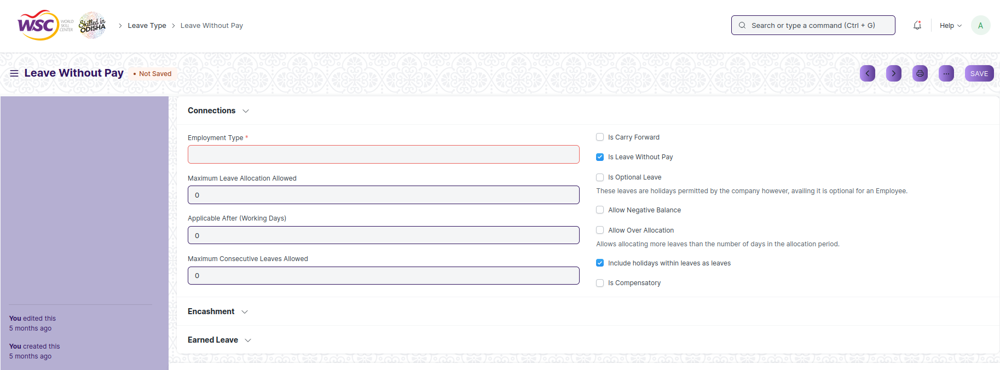 WSC WORLD SKILL CENTER Skilled in ODISHA > Leave Type > Leave Without Pay
Search or type a command (Ctrl + G)
Help
A
Leave Without Pay • Not Saved
... SAVE
Connections
Employment Type *
Maximum Leave Allocation Allowed
0
Applicable After (Working Days)
0
Maximum Consecutive Leaves Allowed
0
Is Carry Forward
Is Leave Without Pay
Is Optional Leave
These leaves are holidays permitted by the company however, availing it is optional for an Employee.
Allow Negative Balance
Allow Over Allocation
Allows allocating more leaves than the number of days in the allocation period.
Include holidays within leaves as leaves
Is Compensatory
Encashment
Earned Leave
You edited this
5 months ago
You created this
5 months ago